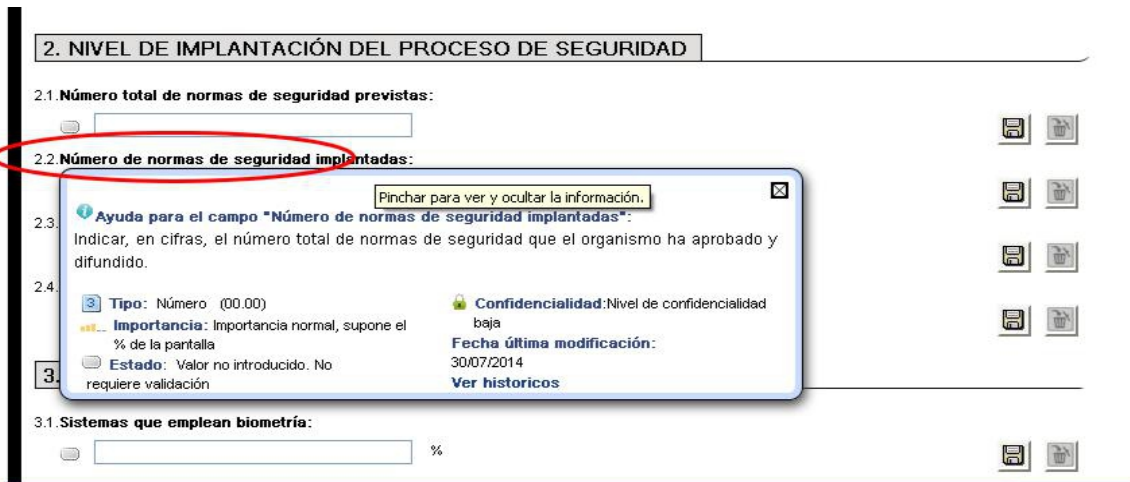 2. NIVEL DE IMPLANTACIÓN DEL PROCESO DE SEGURIDAD
2.1.Número total de normas de seguridad previstas:
2.2.Número de normas de seguridad implantadas:
Pinchar para ver y ocultar la información.
2.3.
Ayuda para el campo "Número de normas de seguridad implantadas":
Indicar, en cifras, el número total de normas de seguridad que el organismo ha aprobado y
difundido.
2.4.
3 Tipo: Número (00.00)
Importancia: Importancia normal, supone el
% de la pantalla
Estado: Valor no introducido. No
requiere validación
Confidencialidad:Nivel de confidencialidad
baja
Fecha última modificación:
30/07/2014
Ver historicos
3.
3.1.Sistemas que emplean biometría:
%